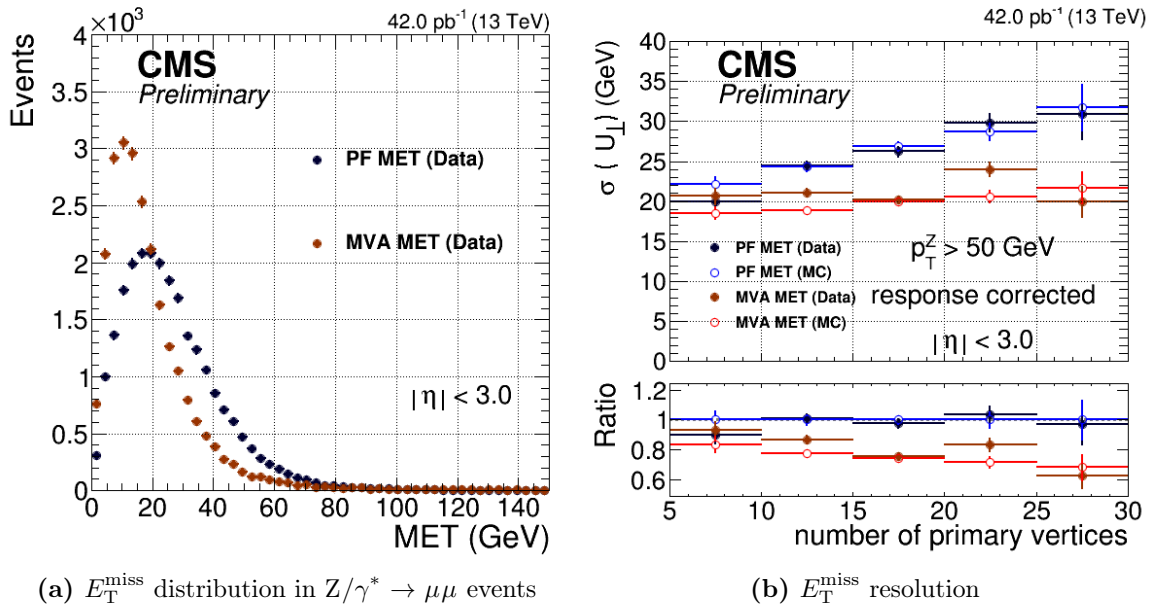 42.0 pb⁻¹ (13 TeV)
×10³
Events
4
3.5
3
2.5
2
1.5
1
0.5
0
CMS
Preliminary
PF MET (Data)
MVA MET (Data)
|η| < 3.0
0 20 40 60 80 100 120 140
MET (GeV)
(a) E_T^miss distribution in Z/γ* → μμ events
42.0 pb⁻¹ (13 TeV)
σ ( U⊥) (GeV)
40
35
30
25
20
15
10
5
0
CMS
Preliminary
PF MET (Data)
PF MET (MC)
MVA MET (Data)
MVA MET (MC)
p_T^Z > 50 GeV
response corrected
|η| < 3.0
Ratio
1.2
1
0.8
0.6
5 10 15 20 25 30
number of primary vertices
(b) E_T^miss resolution